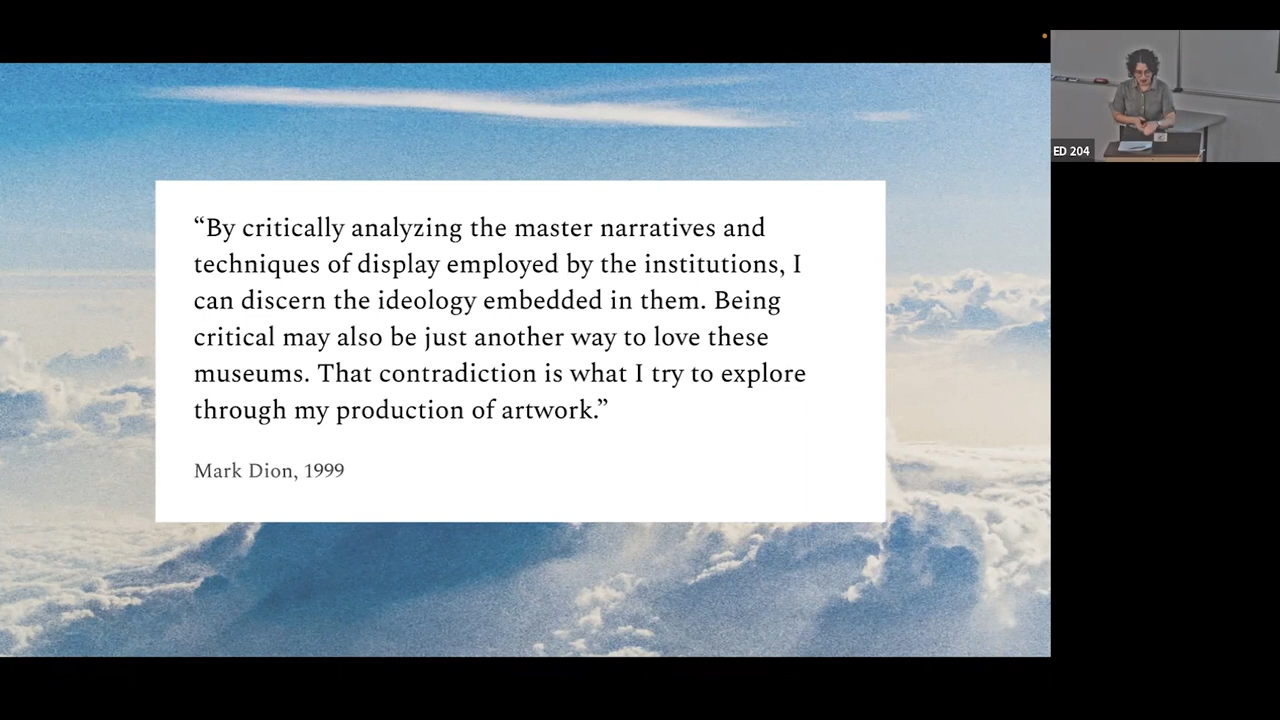 “By critically analyzing the master narratives and
techniques of display employed by the institutions, I
can discern the ideology embedded in them. Being
critical may also be just another way to love these
museums. That contradiction is what I try to explore
through my production of artwork.”
Mark Dion, 1999
ED 204